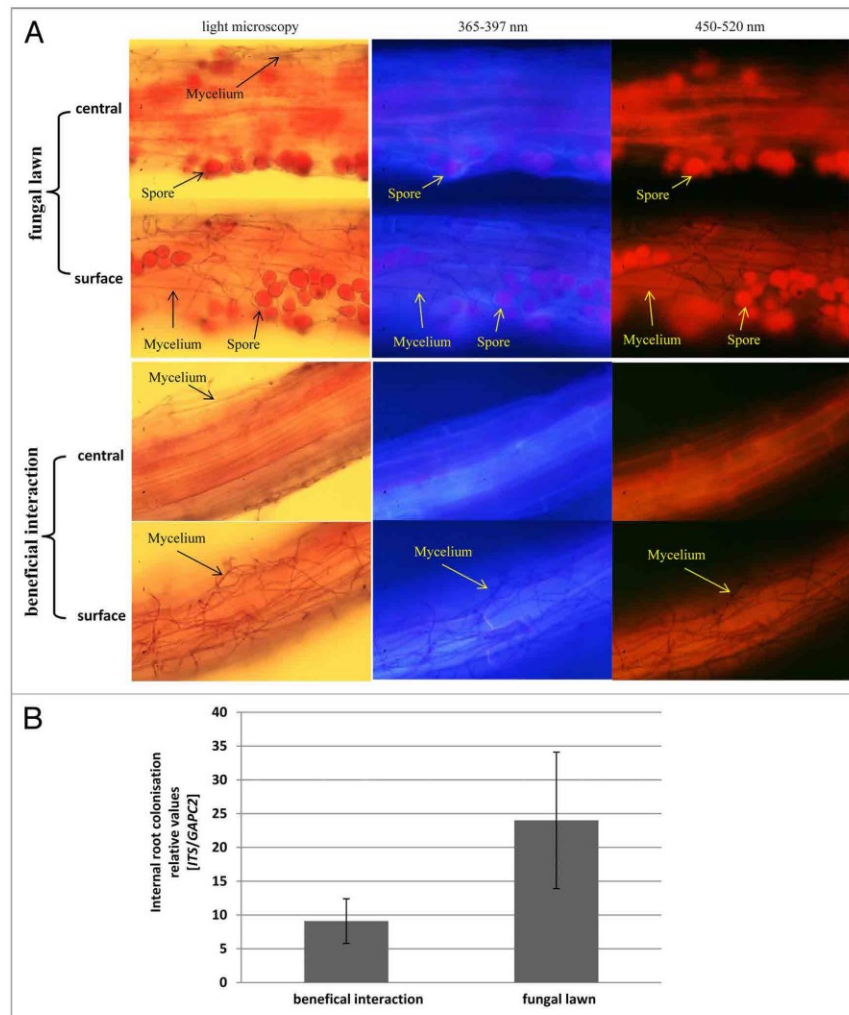 A
light microscopy
365-397 nm
450-520 nm
fungal lawn
central
Mycelium
Spore
Spore
Spore
surface
Mycelium
Spore
Mycelium
Spore
Mycelium
Spore
beneficial interaction
central
Mycelium
surface
Mycelium
Mycelium
Mycelium
B
Internal root colonisation
relative values
[ITS/GAPC2]
40
35
30
25
20
15
10
5
0
benefical interaction
fungal lawn